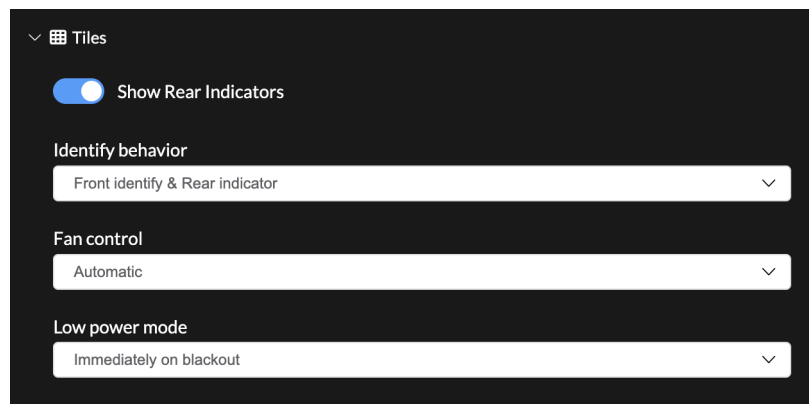 Tiles
Show Rear Indicators
Identify behavior
Front identify & Rear indicator
Fan control
Automatic
Low power mode
Immediately on blackout